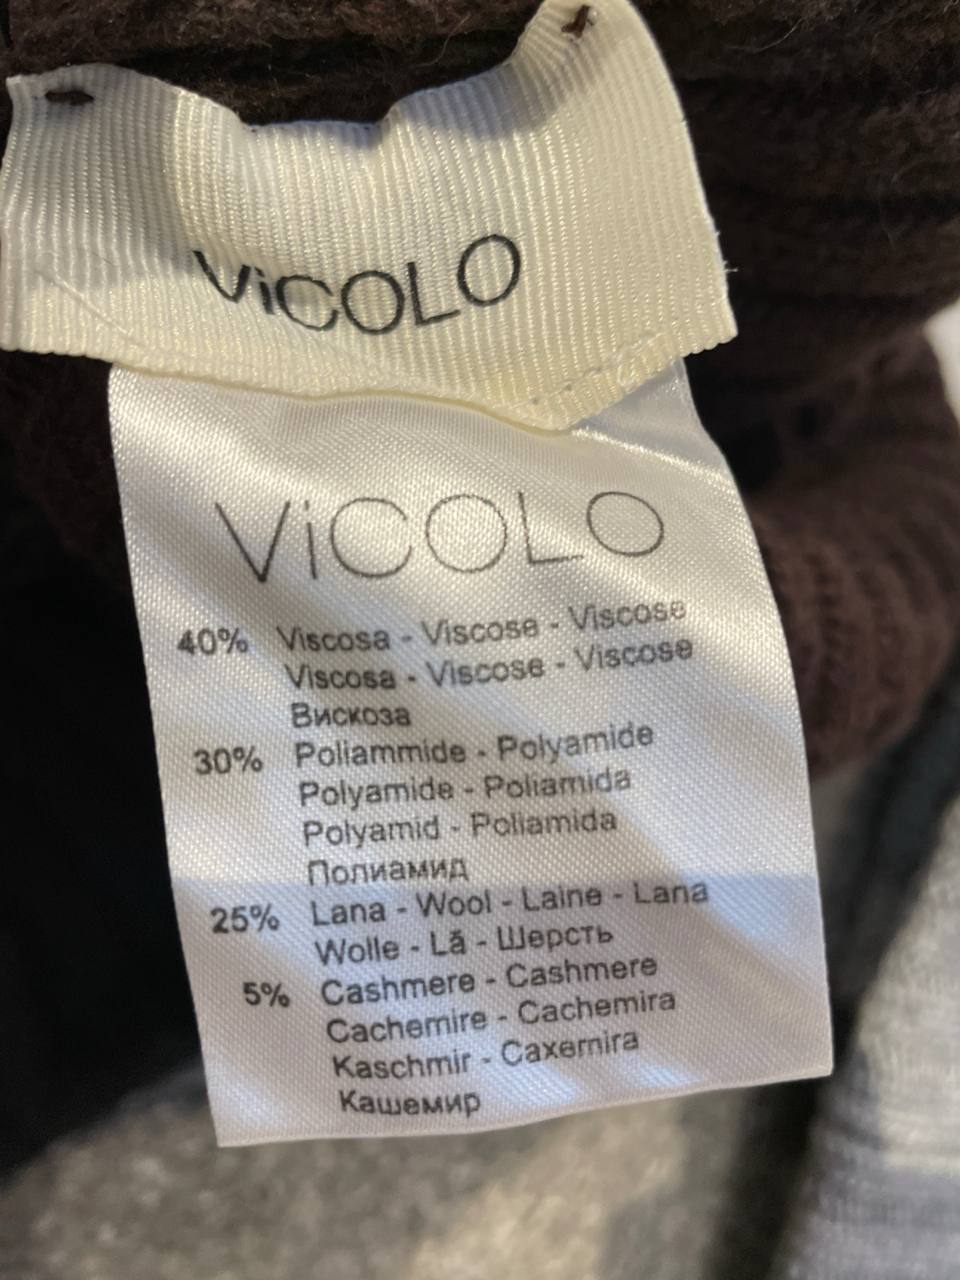 ViCOLO
ViCOLO
40% Viscosa - Viscose - Viscose
Viscosa - Viscose - Viscose
Вискоза
30% Poliammide - Polyamide
Polyamide - Poliamida
Polyamid - Poliamida
Полиамид
25% Lana - Wool - Laine - Lana
Wolle - Lã - Шерсть
5% Cashmere - Cashmere
Cachemire - Cachemira
Kaschmir - Caxemira
Кашемир